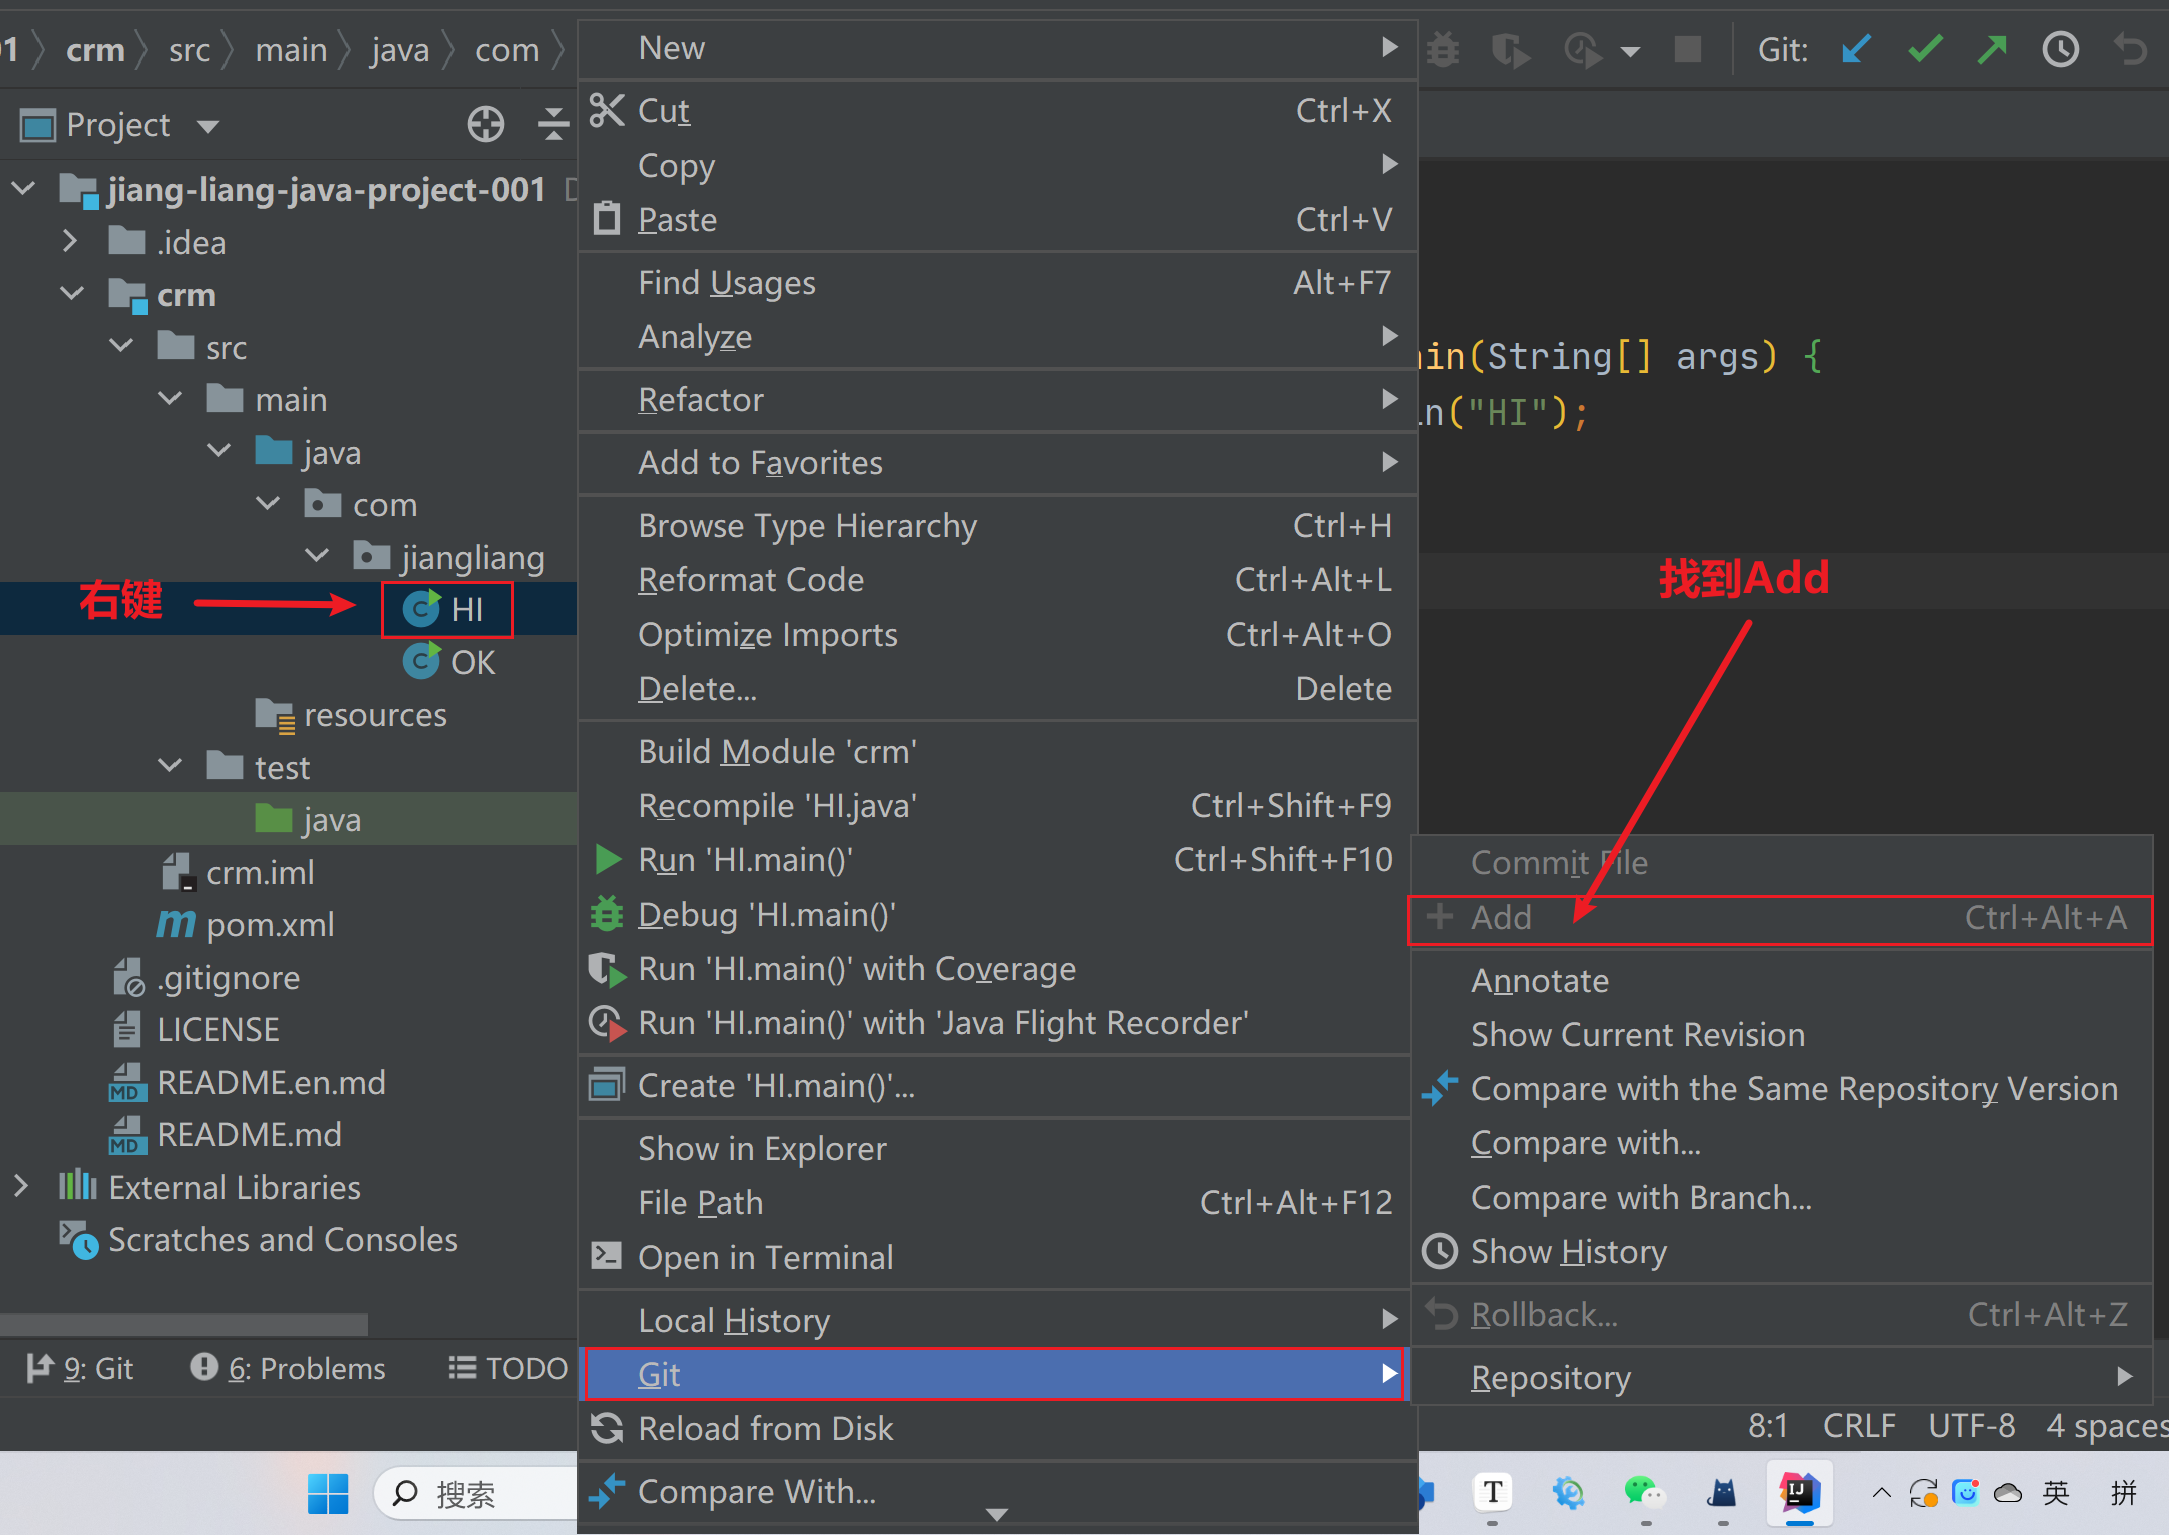 crm
src
main
java
com
Git:
Project
jiang-liang-java-project-001
.idea
crm
src
main
java
com
jiangliang
右键
HI
OK
resources
test
java
crm.iml
pom.xml
.gitignore
LICENSE
README.en.md
README.md
External Libraries
Scratches and Consoles
9: Git
6: Problems
TODO
New
Cut Ctrl+X
Copy
Paste Ctrl+V
Find Usages Alt+F7
Analyze
Refactor
Add to Favorites
Browse Type Hierarchy Ctrl+H
Reformat Code Ctrl+Alt+L
Optimize Imports Ctrl+Alt+O
Delete... Delete
Build Module 'crm'
Recompile 'HI.java' Ctrl+Shift+F9
Run 'HI.main()' Ctrl+Shift+F10
Debug 'HI.main()'
Run 'HI.main()' with Coverage
Run 'HI.main()' with 'Java Flight Recorder'
Create 'HI.main()'...
Show in Explorer
File Path Ctrl+Alt+F12
Open in Terminal
Local History
Git
Reload from Disk
Compare With...
in(String[] args) {
n("HI");
找到Add
Commit File
Add Ctrl+Alt+A
Annotate
Show Current Revision
Compare with the Same Repository Version
Compare with...
Compare with Branch...
Show History
Rollback... Ctrl+Alt+Z
Repository
8:1 CRLF UTF-8 4 spaces
搜索
T
IJ
英
拼